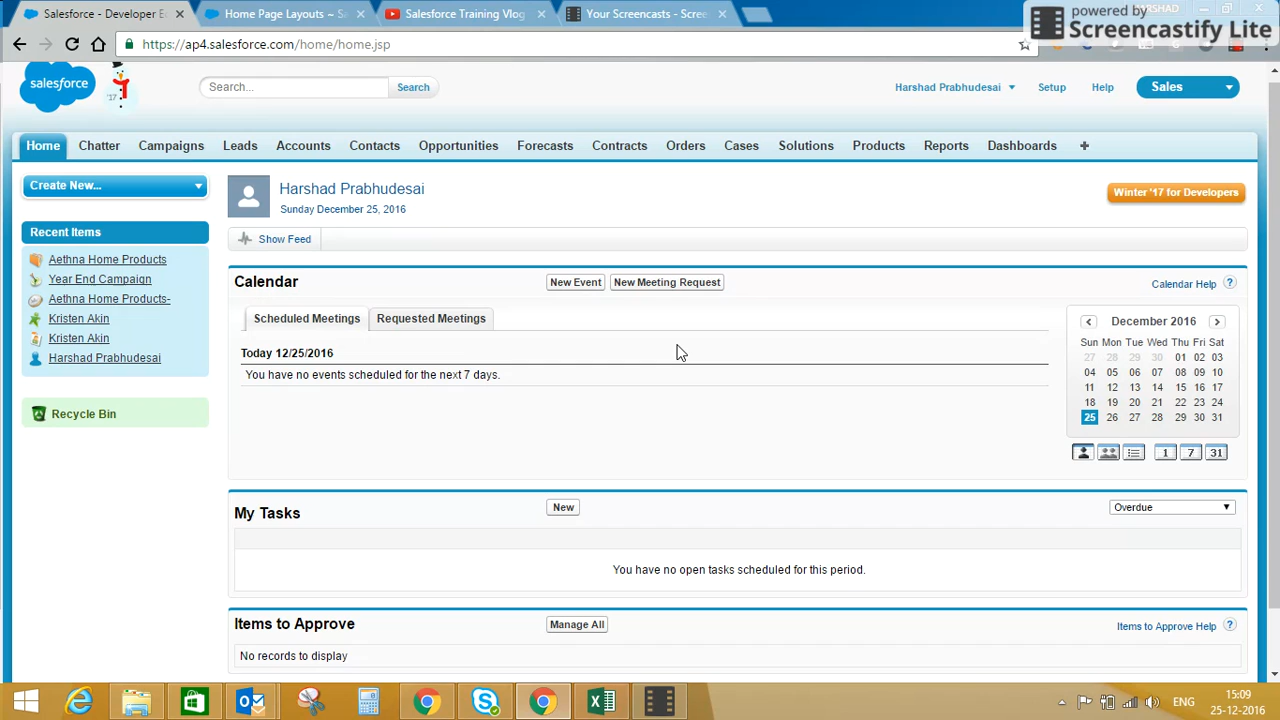 Salesforce - Developer E
Home Page Layouts ~ S
Salesforce Training Vlog
Your Screencasts - Scree
HARSHAD
powered by
Screencastify Lite
https://ap4.salesforce.com/home/home.jsp
salesforce
'17
Search...
Search
Harshad Prabhudesai
Setup
Help
Sales
Home
Chatter
Campaigns
Leads
Accounts
Contacts
Opportunities
Forecasts
Contracts
Orders
Cases
Solutions
Products
Reports
Dashboards
+
Create New...
Harshad Prabhudesai
Sunday December 25, 2016
Winter '17 for Developers
Recent Items
Aethna Home Products
Year End Campaign
Aethna Home Products-
Kristen Akin
Kristen Akin
Harshad Prabhudesai
Recycle Bin
Show Feed
Calendar
New Event
New Meeting Request
Calendar Help ?
Scheduled Meetings
Requested Meetings
Today 12/25/2016
You have no events scheduled for the next 7 days.
December 2016
Sun Mon Tue Wed Thu Fri Sat
27 28 29 30 01 02 03
04 05 06 07 08 09 10
11 12 13 14 15 16 17
18 19 20 21 22 23 24
25 26 27 28 29 30 31
1 7 31
My Tasks
New
Overdue
You have no open tasks scheduled for this period.
Items to Approve
Manage All
Items to Approve Help ?
No records to display
ENG
15:09
25-12-2016